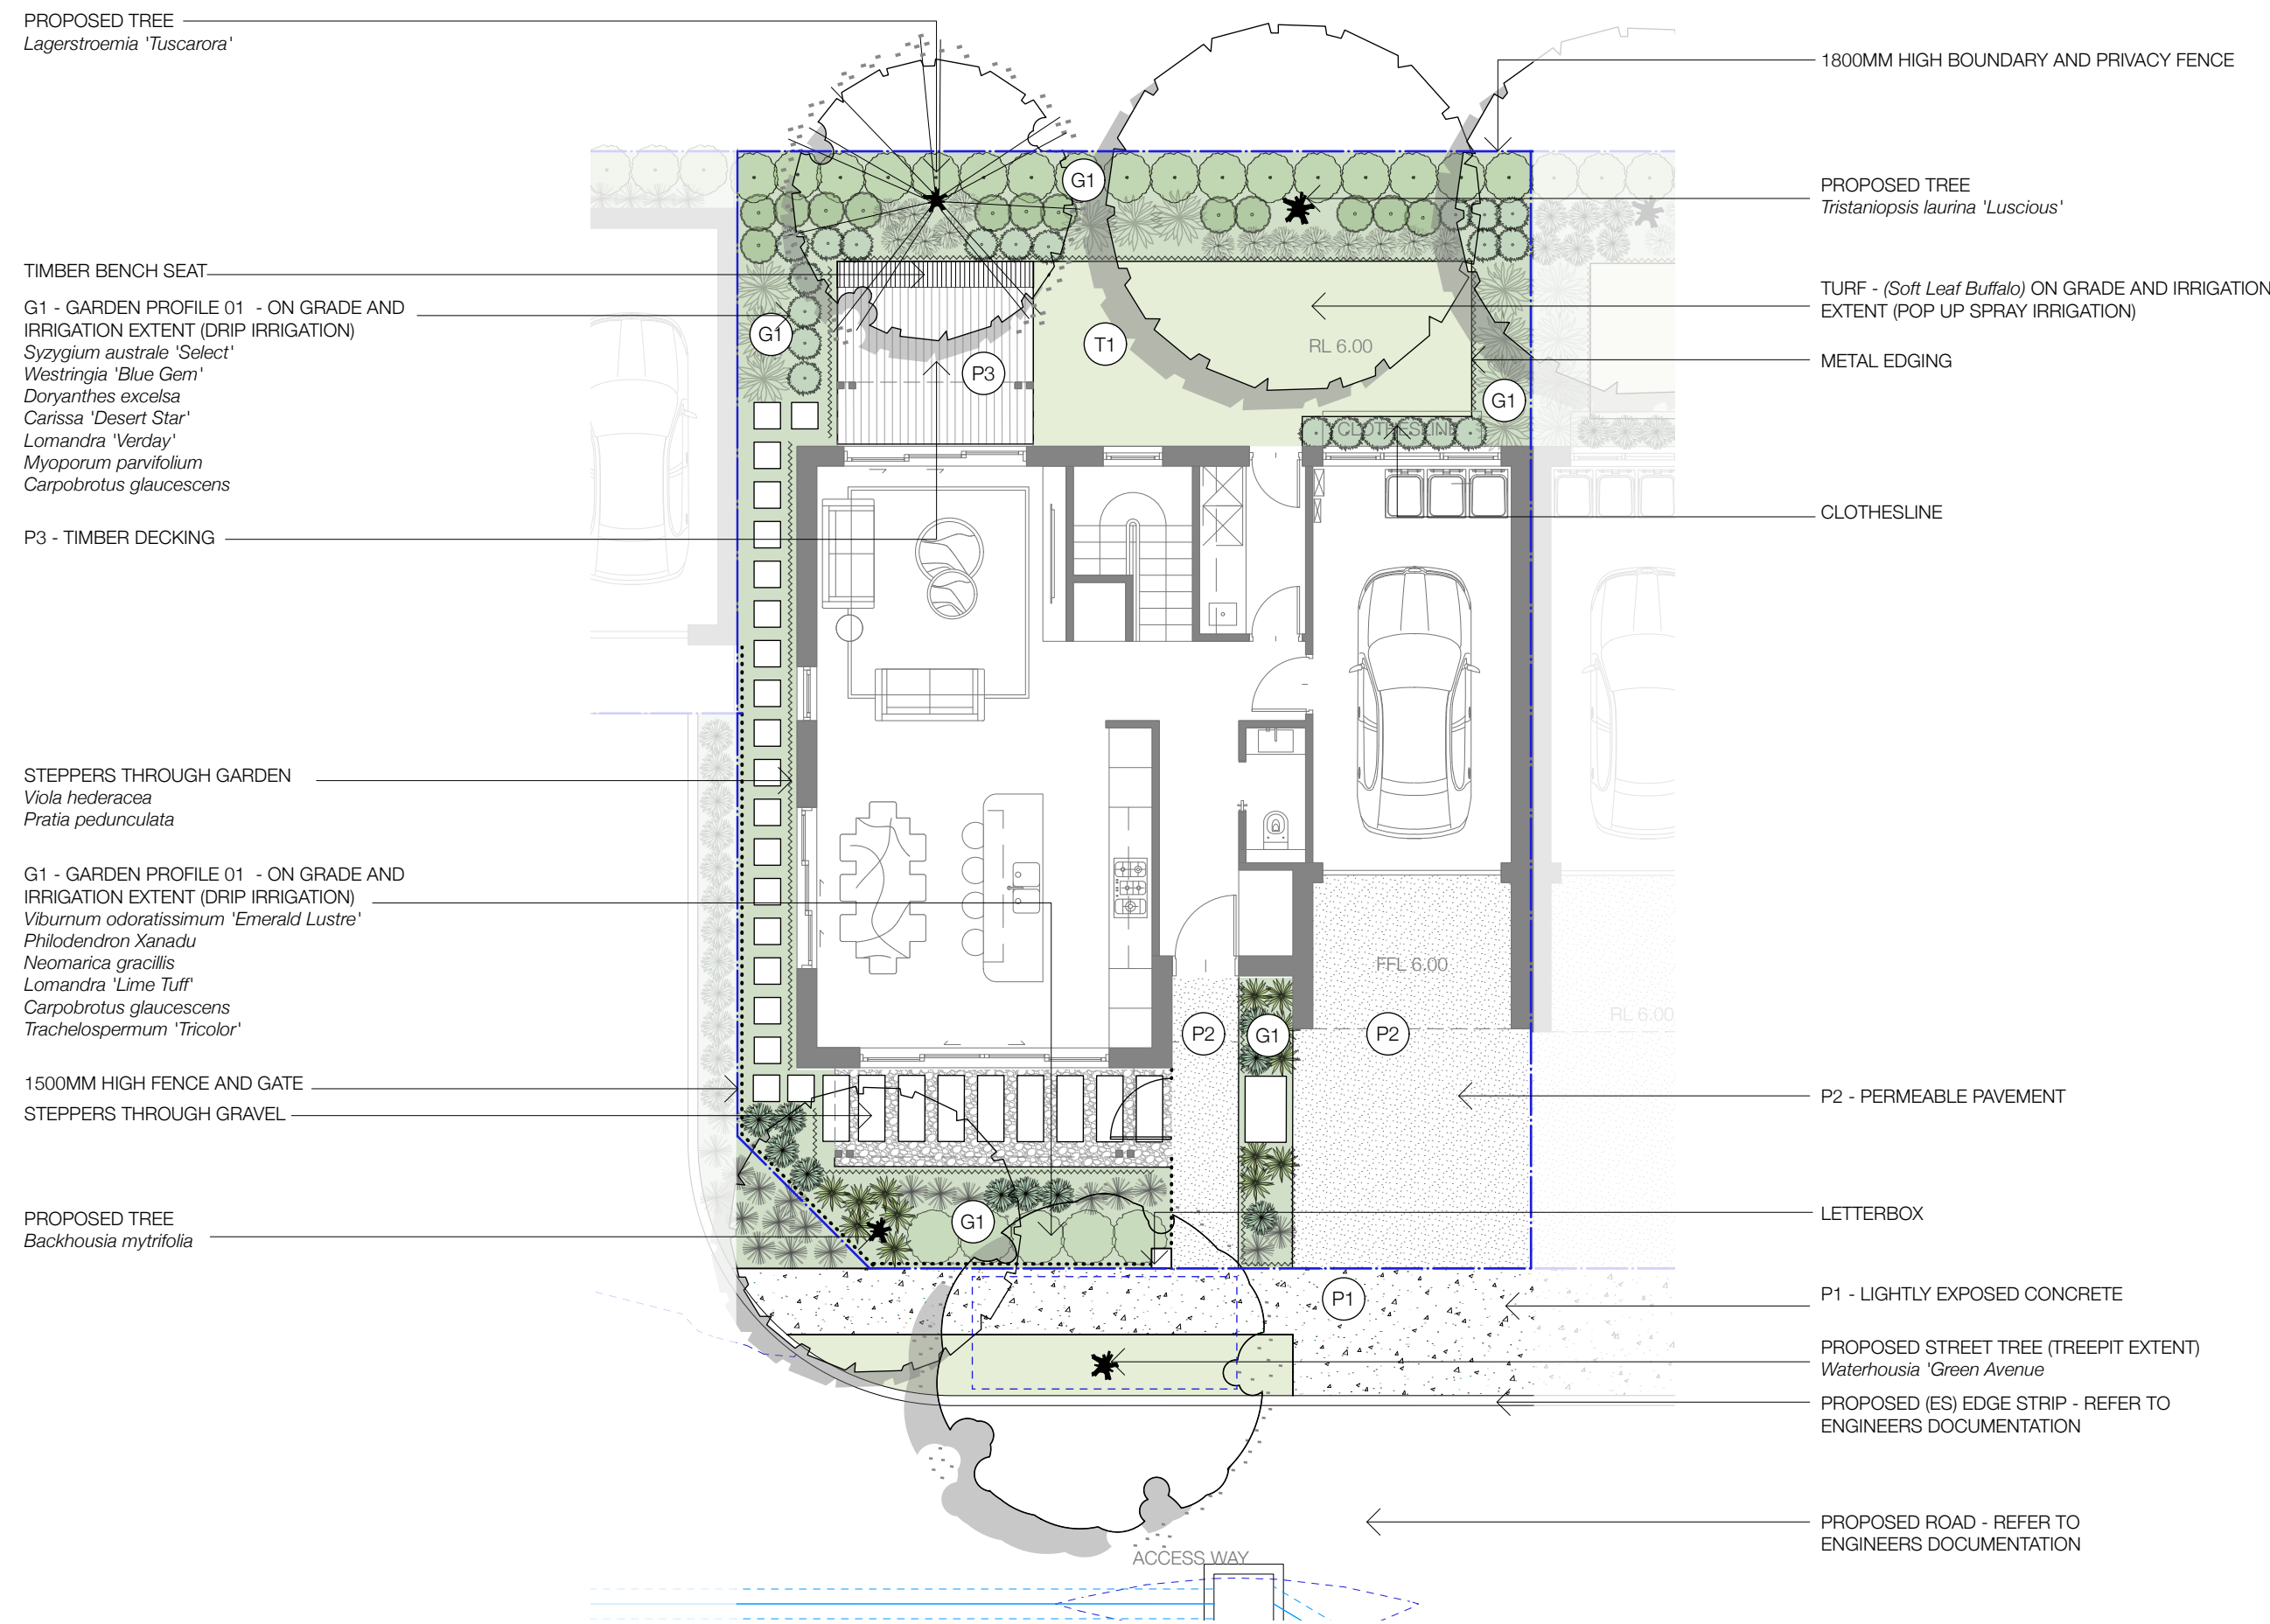 PROPOSED TREE
Lagerstroemia 'Tuscarora'
TIMBER BENCH SEAT
G1 - GARDEN PROFILE 01 - ON GRADE AND
IRRIGATION EXTENT (DRIP IRRIGATION)
Syzygium australe 'Select'
Westringia 'Blue Gem'
Doryanthes excelsa
Carissa 'Desert Star'
Lomandra 'Verday'
Myoporum parvifolium
Carpobrotus glaucescens
P3 - TIMBER DECKING
STEPPERS THROUGH GARDEN
Viola hederacea
Pratia pedunculata
G1 - GARDEN PROFILE 01 - ON GRADE AND
IRRIGATION EXTENT (DRIP IRRIGATION)
Viburnum odoratissimum 'Emerald Lustre'
Philodendron Xanadu
Neomarica gracillis
Lomandra 'Lime Tuff'
Carpobrotus glaucescens
Trachelospermum 'Tricolor'
1500MM HIGH FENCE AND GATE
STEPPERS THROUGH GRAVEL
PROPOSED TREE
Backhousia mytrifolia
G1
G1
T1
RL 6.00
P3
G1
CLOTHESLINE
FFL 6.00
RL 6.00
P2
G1
P2
G1
P1
ACCESS WAY
1800MM HIGH BOUNDARY AND PRIVACY FENCE
PROPOSED TREE
Tristaniopsis laurina 'Luscious'
TURF - (Soft Leaf Buffalo) ON GRADE AND IRRIGATION
EXTENT (POP UP SPRAY IRRIGATION)
METAL EDGING
CLOTHESLINE
P2 - PERMEABLE PAVEMENT
LETTERBOX
P1 - LIGHTLY EXPOSED CONCRETE
PROPOSED STREET TREE (TREEPIT EXTENT)
Waterhousia 'Green Avenue
PROPOSED (ES) EDGE STRIP - REFER TO
ENGINEERS DOCUMENTATION
PROPOSED ROAD - REFER TO
ENGINEERS DOCUMENTATION